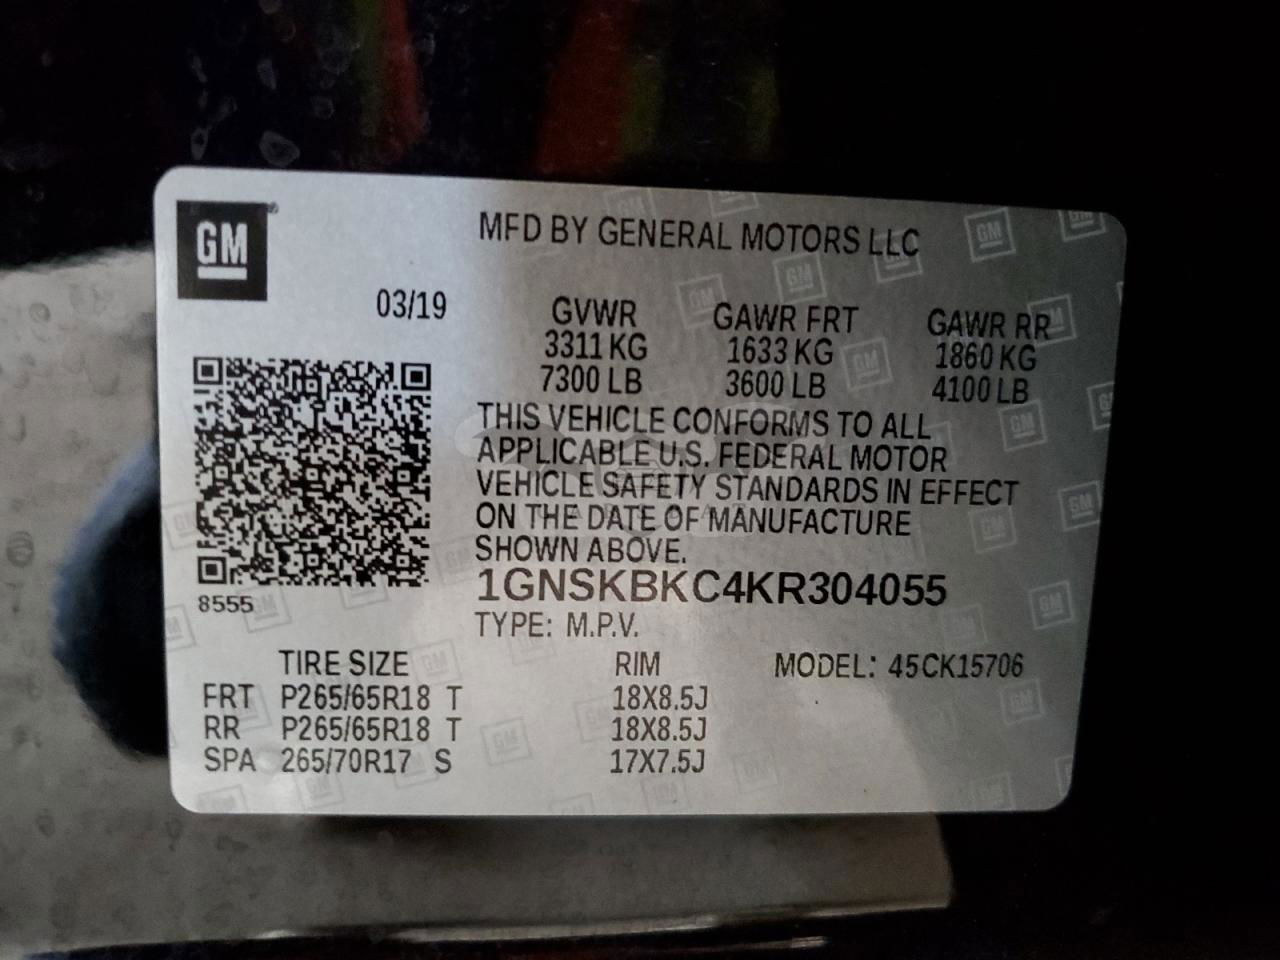 GM
MFD BY GENERAL MOTORS LLC
03/19
GVWR GAWR FRT GAWR RR
3311 KG 1633 KG 1860 KG
7300 LB 3600 LB 4100 LB
THIS VEHICLE CONFORMS TO ALL
APPLICABLE U.S. FEDERAL MOTOR
VEHICLE SAFETY STANDARDS IN EFFECT
ON THE DATE OF MANUFACTURE
SHOWN ABOVE.
1GNSKBKC4KR304055
8555
TYPE: M.P.V.
TIRE SIZE RIM MODEL: 45CK15706
FRT P265/65R18 T 18X8.5J
RR P265/65R18 T 18X8.5J
SPA 265/70R17 S 17X7.5J